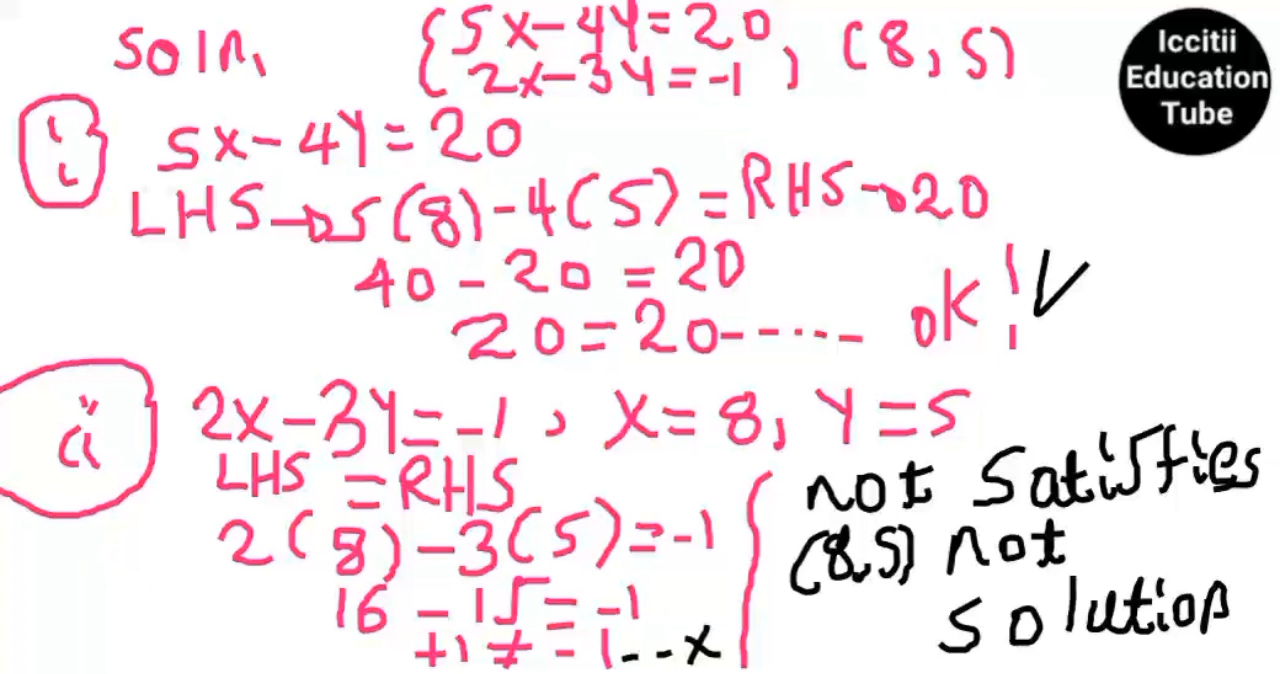 Soln,
{5x-4y=20
2x-3y=-1 , (8,5)
Iccitii
Education
Tube
i
5x-4y=20
LHS→5(8)-4(5)=RHS→20
40-20=20
20=20----- ok!✓
ii
2x-3y=-1, x=8, y=5
LHS=RHS
2(8)-3(5)=-1
16-15=-1
+1≠=1--x
not Satisfies
(8,5) not
Solution